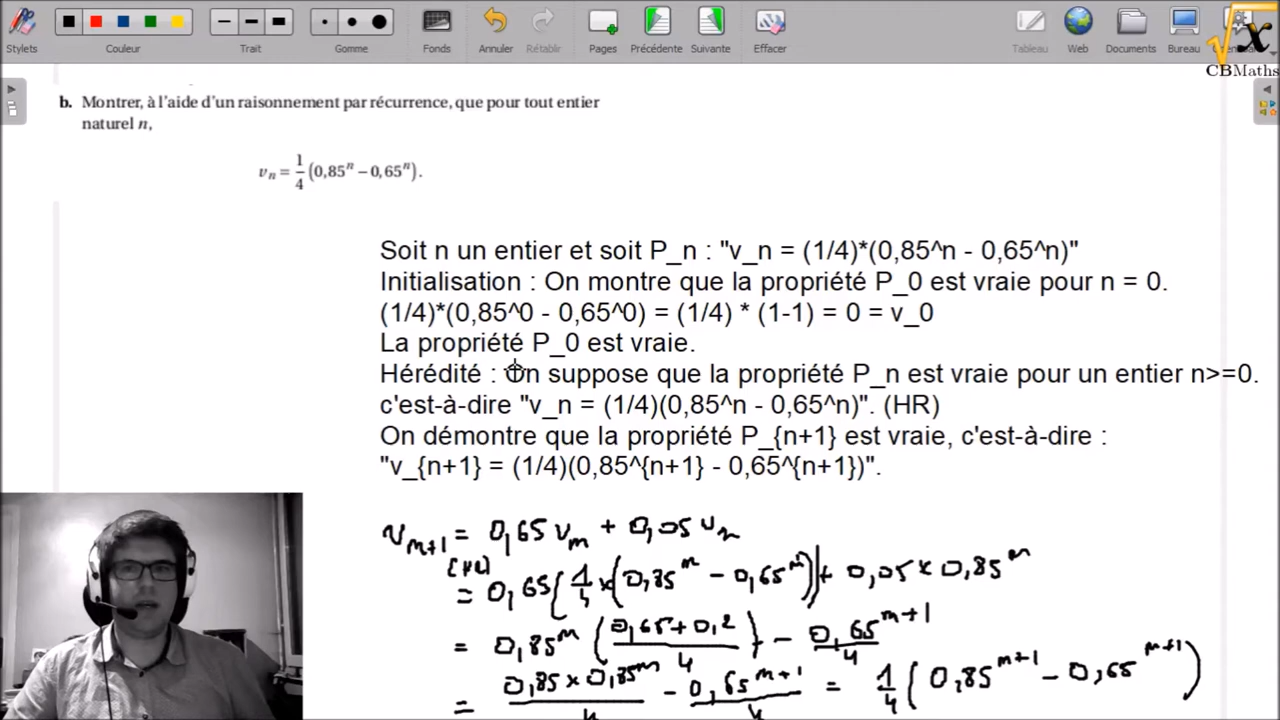 Stylets
Couleur
Trait
Gomme
Fonds
Annuler
Rétablir
Pages
Précédente
Suivante
Effacer
Tableau
Web
Documents
Bureau
CBMaths
b. Montrer, à l'aide d'un raisonnement par récurrence, que pour tout entier
naturel n,
v_n = 1/4 (0,85^n − 0,65^n).
Soit n un entier et soit P_n : "v_n = (1/4)*(0,85^n - 0,65^n)"
Initialisation : On montre que la propriété P_0 est vraie pour n = 0.
(1/4)*(0,85^0 - 0,65^0) = (1/4) * (1-1) = 0 = v_0
La propriété P_0 est vraie.
Hérédité : On suppose que la propriété P_n est vraie pour un entier n>=0.
c'est-à-dire "v_n = (1/4)(0,85^n - 0,65^n)". (HR)
On démontre que la propriété P_{n+1} est vraie, c'est-à-dire :
"v_{n+1} = (1/4)(0,85^{n+1} - 0,65^{n+1})".
v_{n+1} = 0,65 v_n + 0,05 u_n
(HR)
= 0,65 (1/4 × (0,85^n − 0,65^n)) + 0,05 × 0,85^n
= 0,85^n ((0,65 + 0,2)/4) − 0,65^{n+1}/4
= (0,85 × 0,85^n)/4 − 0,65^{n+1}/4 = 1/4 (0,85^{n+1} − 0,65^{n+1})